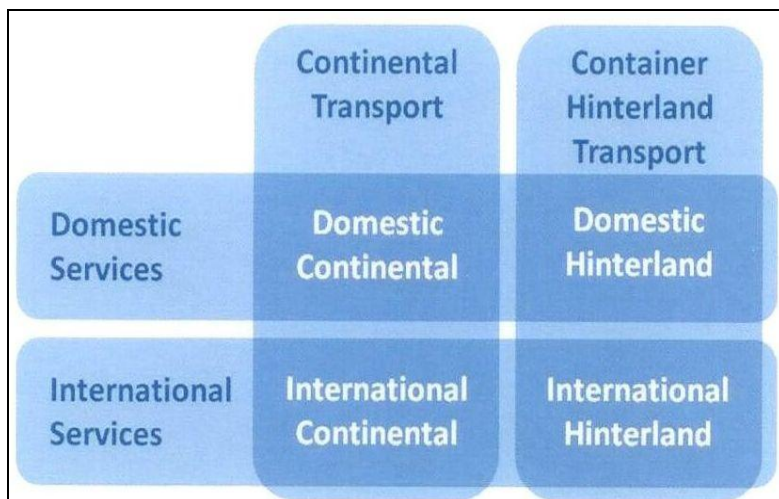 Continental
Transport
Container
Hinterland
Transport
Domestic
Services
Domestic
Continental
Domestic
Hinterland
International
Services
International
Continental
International
Hinterland